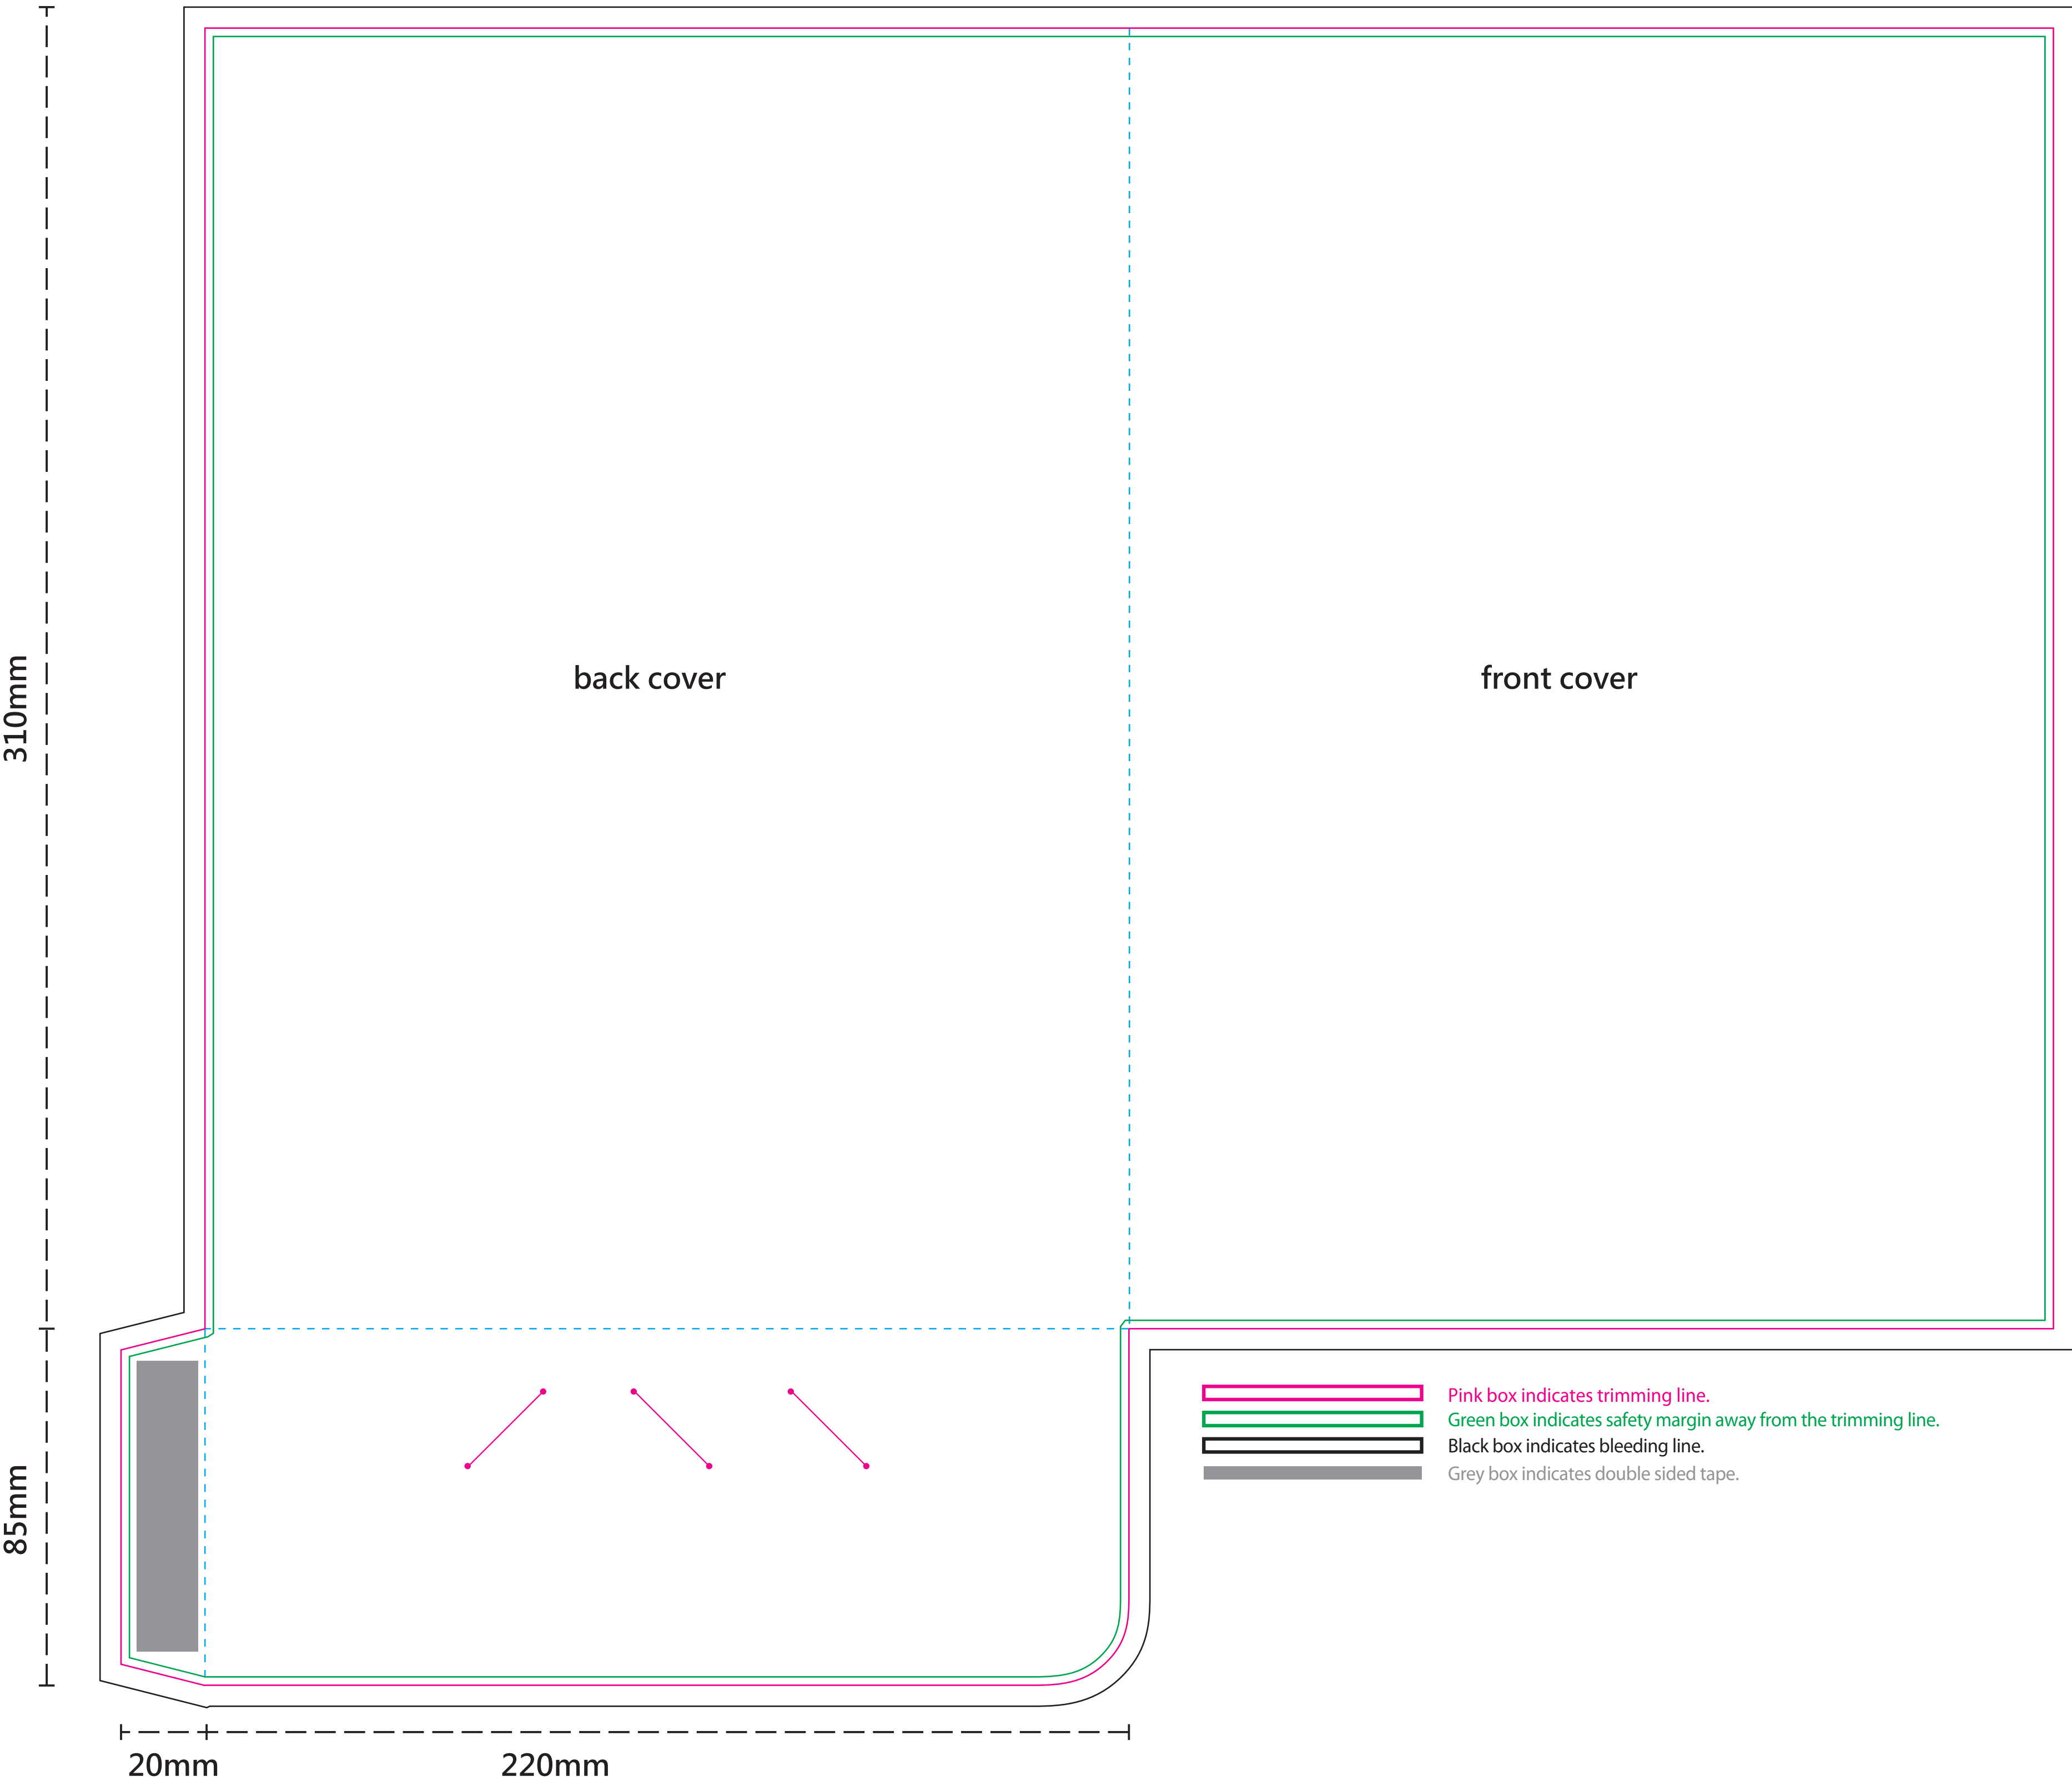 310mm
back cover
front cover
Pink box indicates trimming line.
Green box indicates safety margin away from the trimming line.
Black box indicates bleeding line.
Grey box indicates double sided tape.
85mm
20mm
220mm